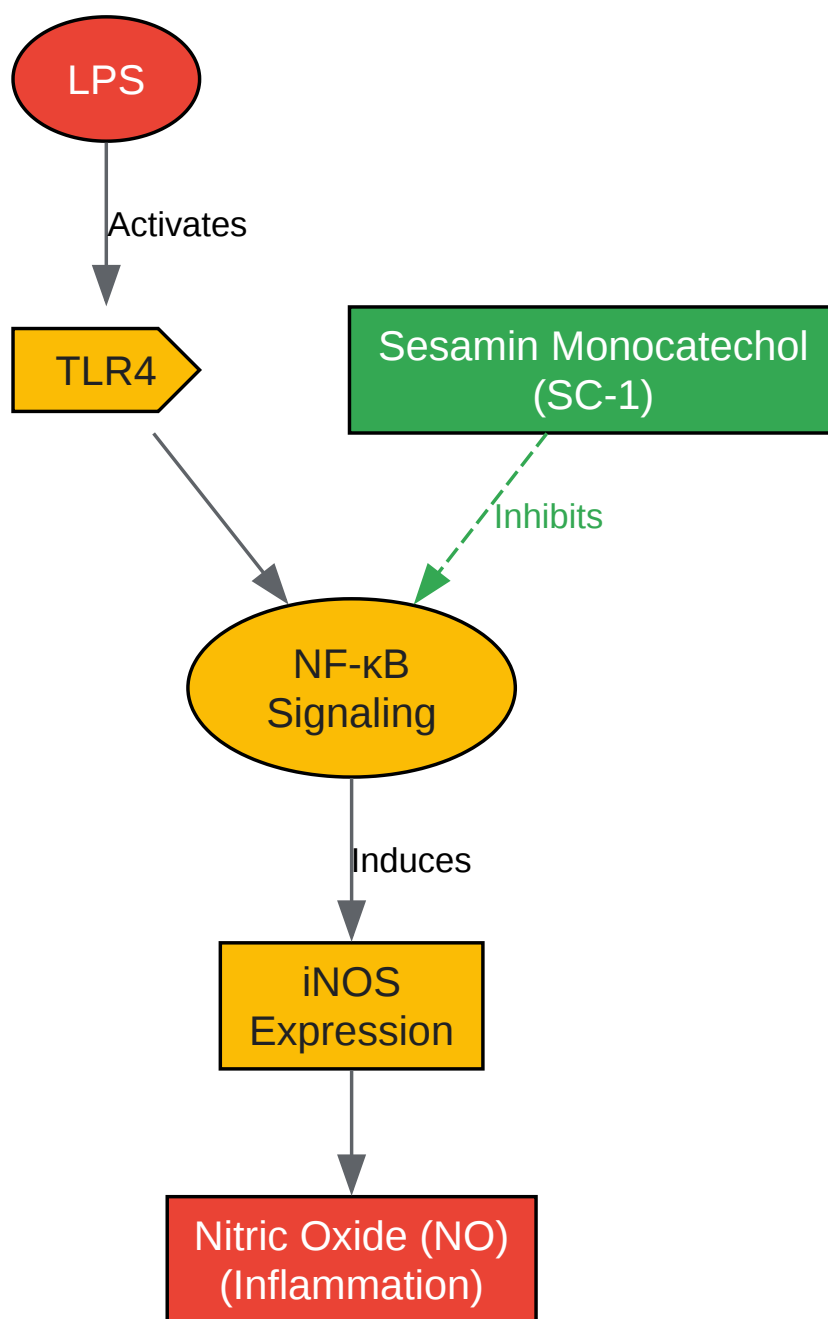 LPS
Activates
TLR4
Sesamin Monocatechol
(SC-1)
Inhibits
NF-κB
Signaling
Induces
iNOS
Expression
Nitric Oxide (NO)
(Inflammation)